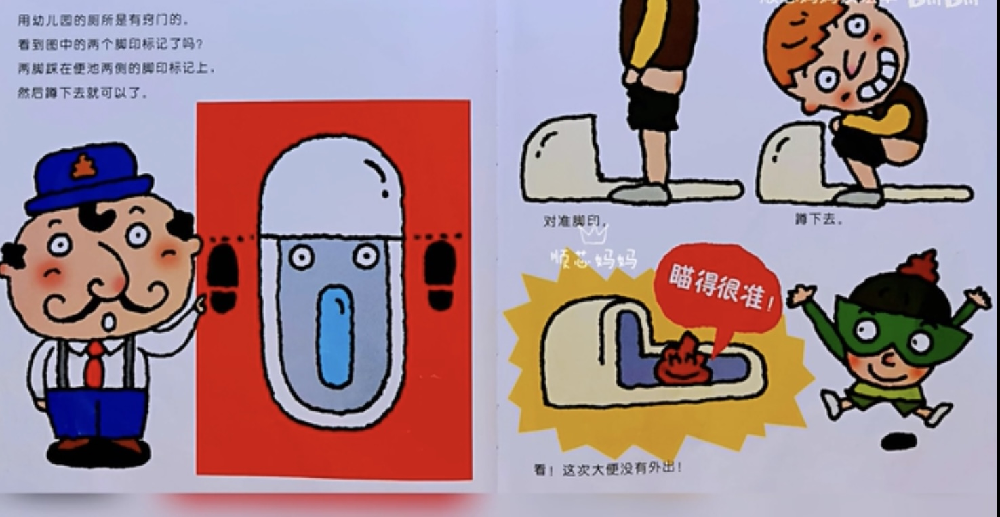 用幼儿园的厕所是有窍门的。
看到图中的两个脚印标记了吗？
两脚踩在便池两侧的脚印标记上，
然后蹲下去就可以了。
对准脚印，
蹲下去。
顺芯妈妈
瞄得很准！
看！这次大便没有外出！